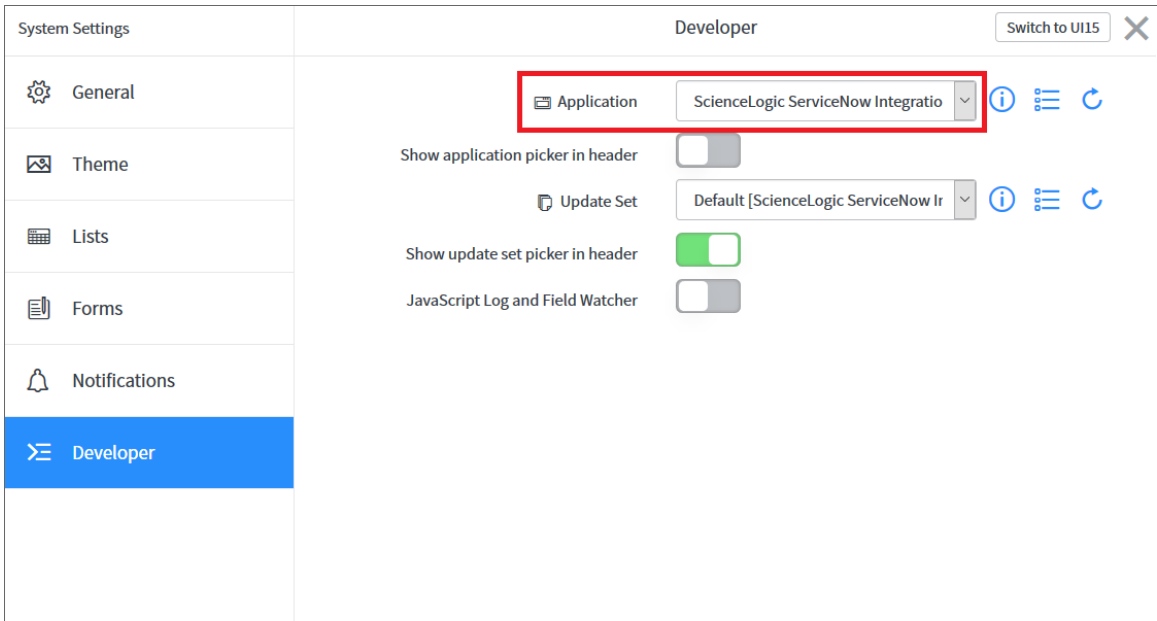 System Settings
Developer
Switch to UI15
General
Theme
Lists
Forms
Notifications
Developer
Application
ScienceLogic ServiceNow Integratio
Show application picker in header
Update Set
Default [ScienceLogic ServiceNow Ir
Show update set picker in header
JavaScript Log and Field Watcher